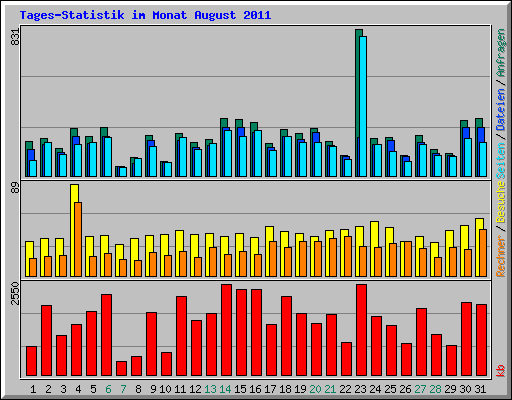 Tages-Statistik im Monat August 2011
831
89
2550
Rechner / Besuche Seiten / Dateien / Anfragen
kb
1 2 3 4 5 6 7 8 9 10 11 12 13 14 15 16 17 18 19 20 21 22 23 24 25 26 27 28 29 30 31